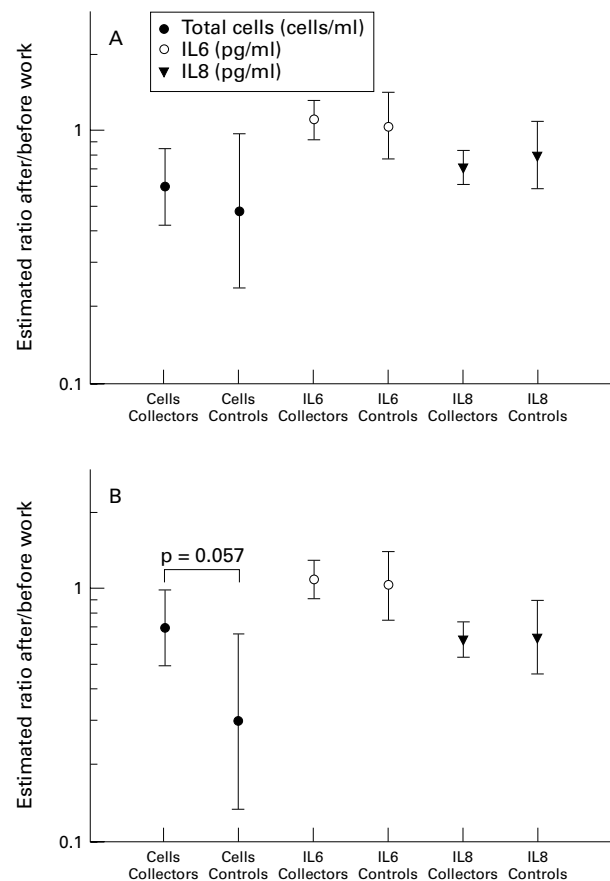 A
Total cells (cells/ml)
IL6 (pg/ml)
IL8 (pg/ml)
Estimated ratio after/before work
1
0.1
Cells
Collectors
Cells
Controls
IL6
Collectors
IL6
Controls
IL8
Collectors
IL8
Controls
B
p = 0.057
Estimated ratio after/before work
1
0.1
Cells
Collectors
Cells
Controls
IL6
Collectors
IL6
Controls
IL8
Collectors
IL8
Controls